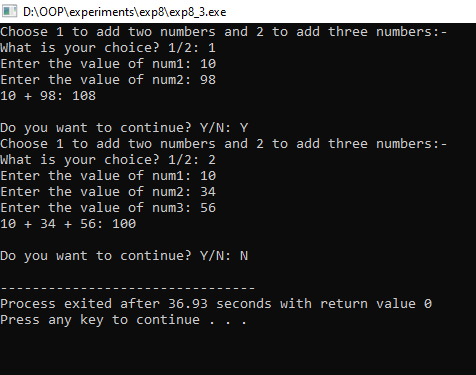 D:\OOP\experiments\exp8\exp8_3.exe
Choose 1 to add two numbers and 2 to add three numbers:-
What is your choice? 1/2: 1
Enter the value of num1: 10
Enter the value of num2: 98
10 + 98: 108
Do you want to continue? Y/N: Y
Choose 1 to add two numbers and 2 to add three numbers:-
What is your choice? 1/2: 2
Enter the value of num1: 10
Enter the value of num2: 34
Enter the value of num3: 56
10 + 34 + 56: 100
Do you want to continue? Y/N: N
--------------------------------
Process exited after 36.93 seconds with return value 0
Press any key to continue . . .